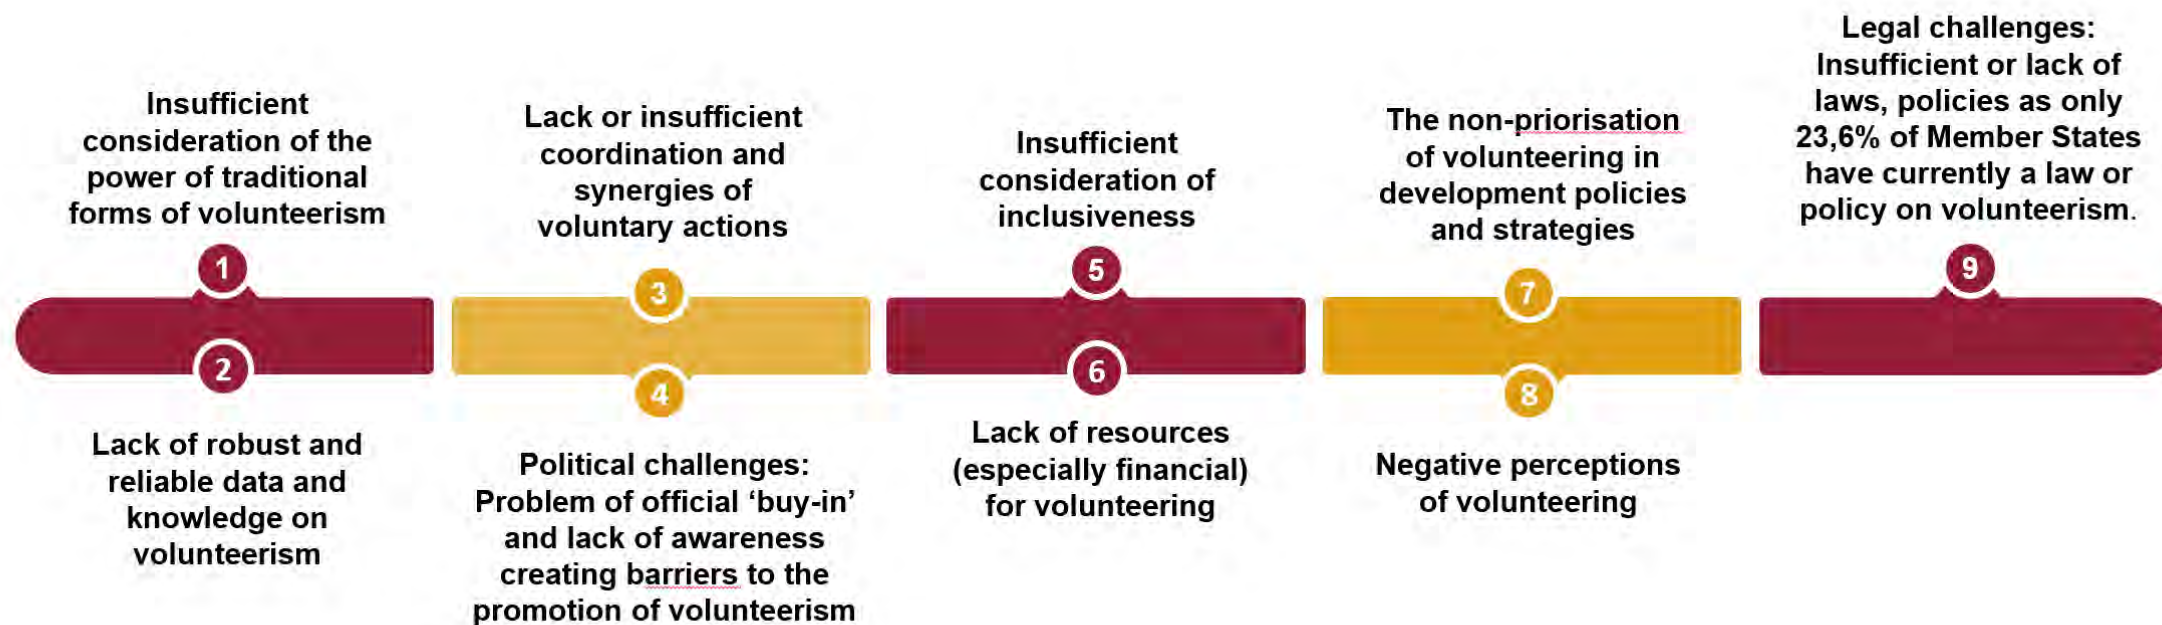 Insufficient
consideration of the
power of traditional
forms of volunteerism
1
2
Lack of robust and
reliable data and
knowledge on
volunteerism
Lack or insufficient
coordination and
synergies of
voluntary actions
3
4
Political challenges:
Problem of official ‘buy-in’
and lack of awareness
creating barriers to the
promotion of volunteerism
Insufficient
consideration of
inclusiveness
5
6
Lack of resources
(especially financial)
for volunteering
The non-priorisation
of volunteering in
development policies
and strategies
7
8
Negative perceptions
of volunteering
Legal challenges:
Insufficient or lack of
laws, policies as only
23,6% of Member States
have currently a law or
policy on volunteerism.
9